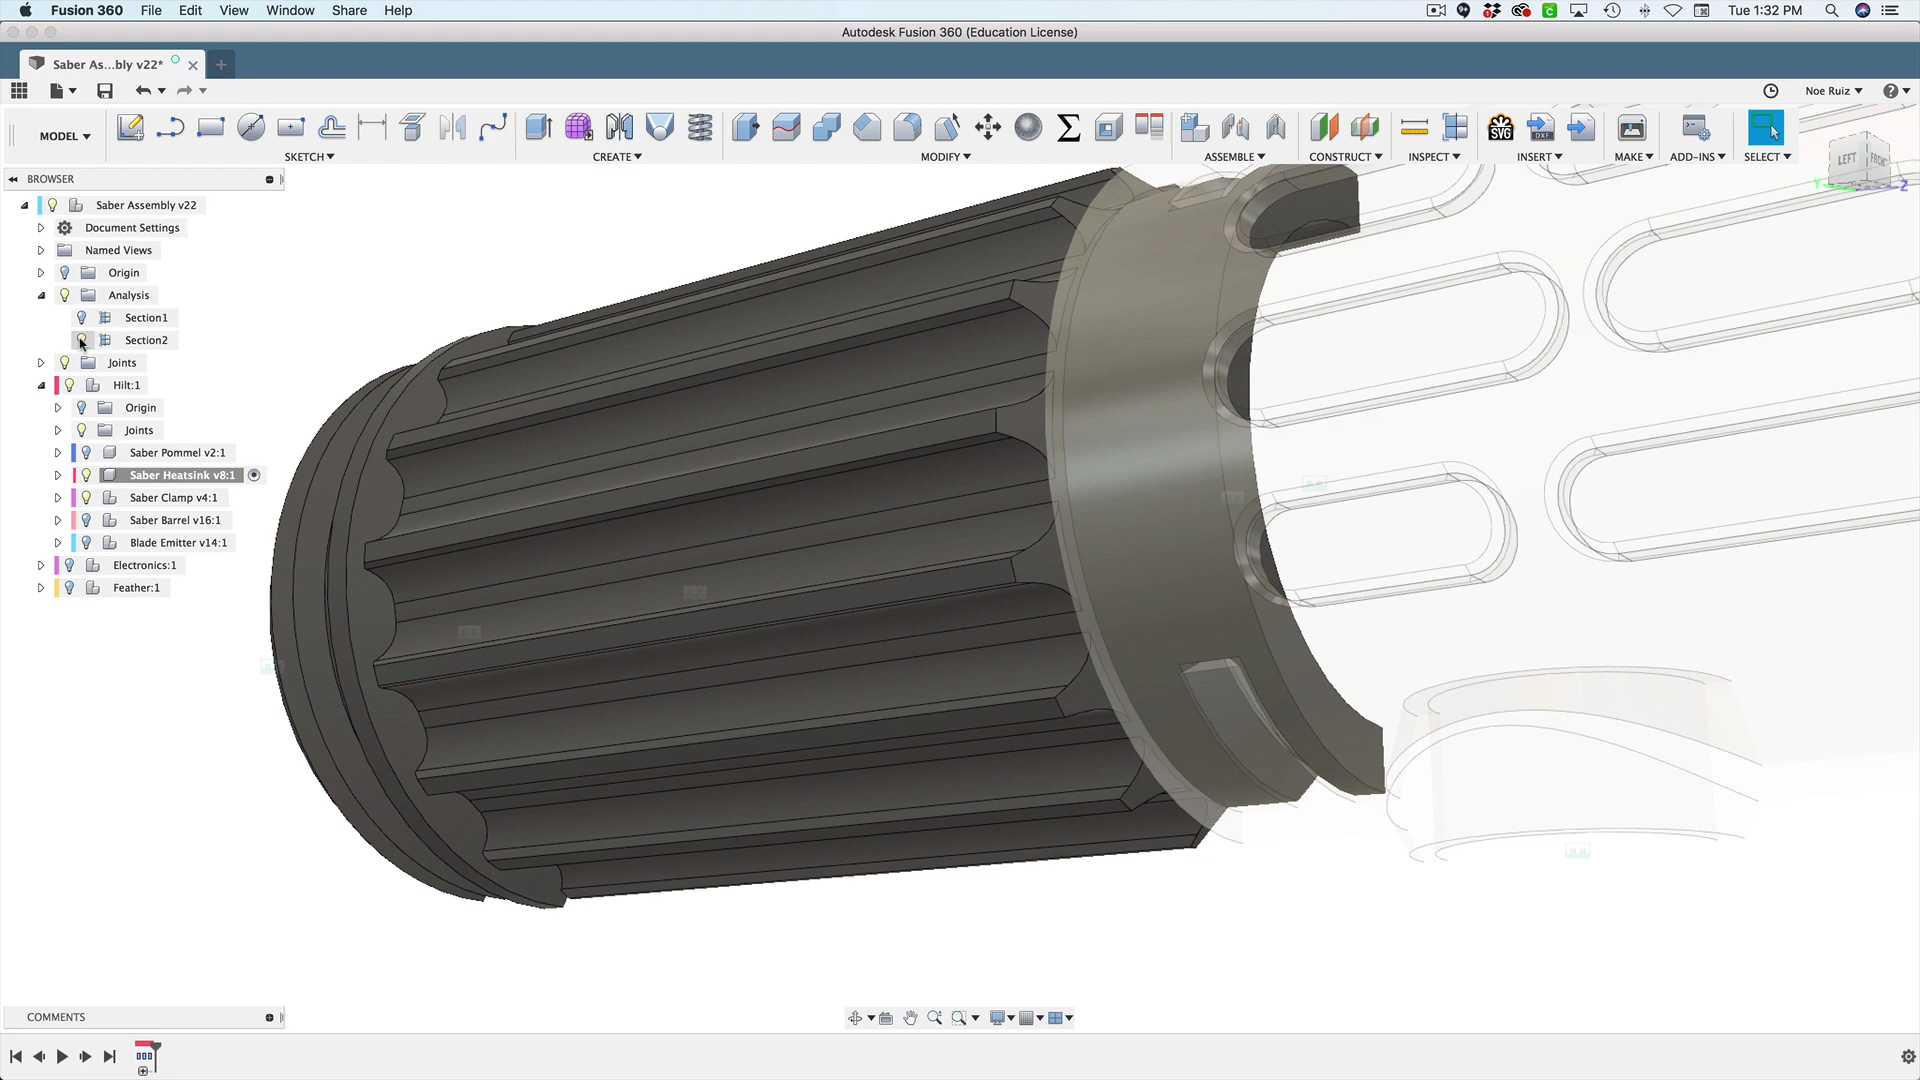 Fusion 360 File Edit View Window Share Help Tue 1:32 PM
Autodesk Fusion 360 (Education License)
Saber As...bly v22*
Noe Ruiz
MODEL
SVG DXF
SKETCH CREATE MODIFY ASSEMBLE CONSTRUCT INSPECT INSERT MAKE ADD-INS SELECT
LEFT FRONT
Y Z
BROWSER
Saber Assembly v22
Document Settings
Named Views
Origin
Analysis
Section1
Section2
Joints
Hilt:1
Origin
Joints
Saber Pommel v2:1
Saber Heatsink v8:1
Saber Clamp v4:1
Saber Barrel v16:1
Blade Emitter v14:1
Electronics:1
Feather:1
COMMENTS